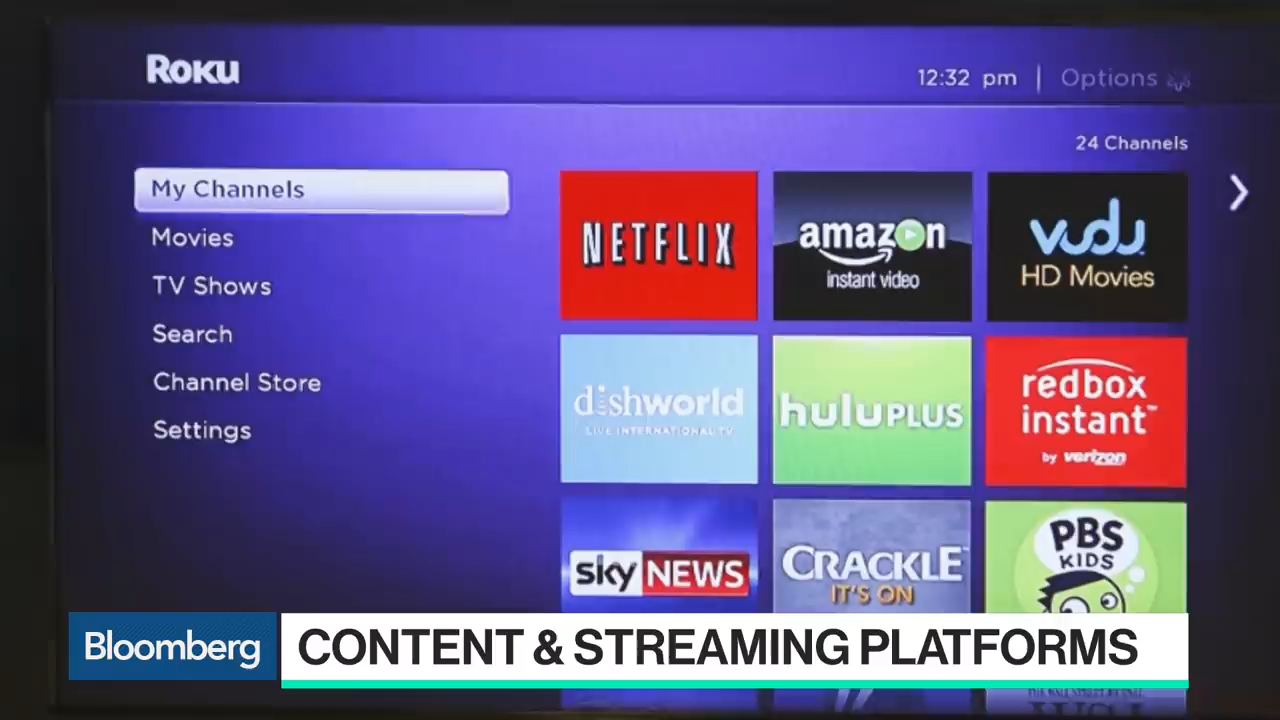 Roku
12:32 pm | Options
24 Channels
My Channels
Movies
TV Shows
Search
Channel Store
Settings
NETFLIX
amazon
instant video
vudu
HD Movies
dishworld
LIVE INTERNATIONAL TV
huluPLUS
redbox
instant™
by verizon
sky NEWS
CRACKLE
IT'S ON
PBS
KIDS
Bloomberg
CONTENT & STREAMING PLATFORMS